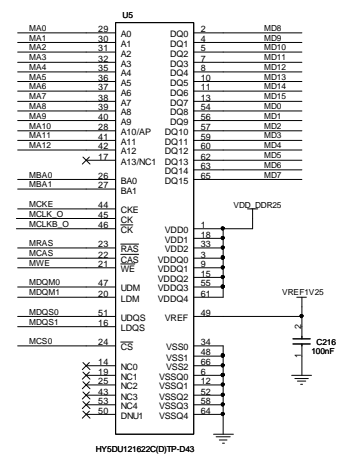 U5
MA0 29 A0 DQ0 2 MD8
MA1 30 A1 DQ1 4 MD9
MA2 31 A2 DQ2 5 MD10
MA3 32 A3 DQ3 7 MD11
MA4 35 A4 DQ4 8 MD12
MA5 36 A5 DQ5 10 MD13
MA6 37 A6 DQ6 11 MD14
MA7 38 A7 DQ7 13 MD15
MA8 39 A8 DQ8 54 MD0
MA9 40 A9 DQ9 56 MD1
MA10 28 A10/AP DQ10 57 MD2
MA11 41 A11 DQ11 59 MD3
MA12 42 A12 DQ12 60 MD4
17 A13/NC1 DQ13 62 MD5
DQ14 63 MD6
MBA0 26 BA0 DQ15 65 MD7
MBA1 27 BA1
MCKE 44 CKE
MCLK_O 45 CK
MCLKB_O 46 CK
VDD_DDR25
VDD0 1
VDD1 18
MRAS 23 RAS VDD2 33
MCAS 22 CAS VDDQ0 3
MWE 21 WE VDDQ1 9
VDDQ2 15
MDQM0 47 UDM VDDQ3 55
MDQM1 20 LDM VDDQ4 61
VREF1V25
MDQS0 51 UDQS VREF 49
MDQS1 16 LDQS
2
C216
100nF
1
MCS0 24 CS VSS0 34
VSS1 48
14 NC0 VSS2 66
19 NC1 VSSQ0 6
25 NC2 VSSQ1 12
43 NC3 VSSQ2 52
53 NC4 VSSQ3 58
50 DNU1 VSSQ4 64
HY5DU121622C(D)TP-D43